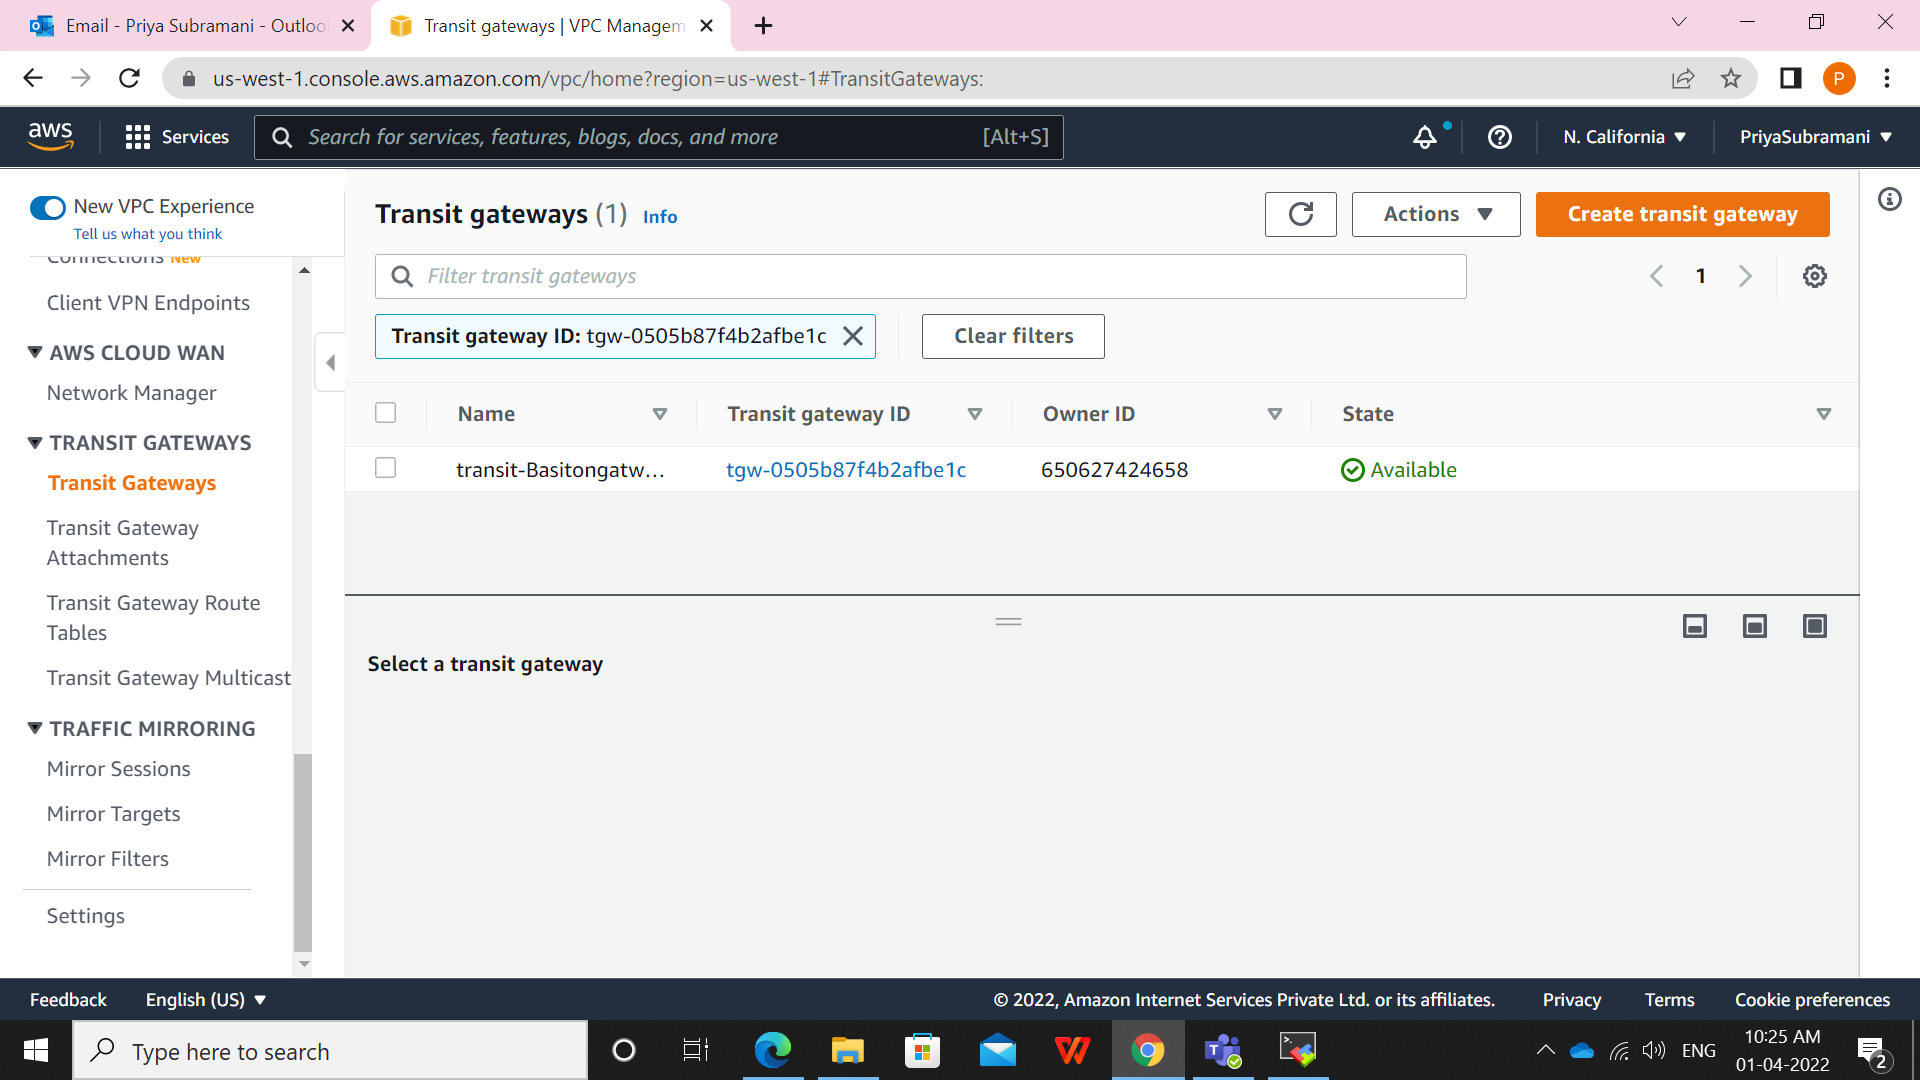 Email - Priya Subramani - Outloo
Transit gateways | VPC Managem
us-west-1.console.aws.amazon.com/vpc/home?region=us-west-1#TransitGateways:
P
aws
Services
Search for services, features, blogs, docs, and more
[Alt+S]
N. California
PriyaSubramani
New VPC Experience
Tell us what you think
Connections New
Client VPN Endpoints
AWS CLOUD WAN
Network Manager
TRANSIT GATEWAYS
Transit Gateways
Transit Gateway
Attachments
Transit Gateway Route
Tables
Transit Gateway Multicast
TRAFFIC MIRRORING
Mirror Sessions
Mirror Targets
Mirror Filters
Settings
Transit gateways (1) Info
Actions
Create transit gateway
Filter transit gateways
1
Transit gateway ID: tgw-0505b87f4b2afbe1c
Clear filters
Name
Transit gateway ID
Owner ID
State
transit-Basitongatw...
tgw-0505b87f4b2afbe1c
650627424658
Available
Select a transit gateway
Feedback
English (US)
© 2022, Amazon Internet Services Private Ltd. or its affiliates.
Privacy
Terms
Cookie preferences
Type here to search
ENG
10:25 AM
01-04-2022
2